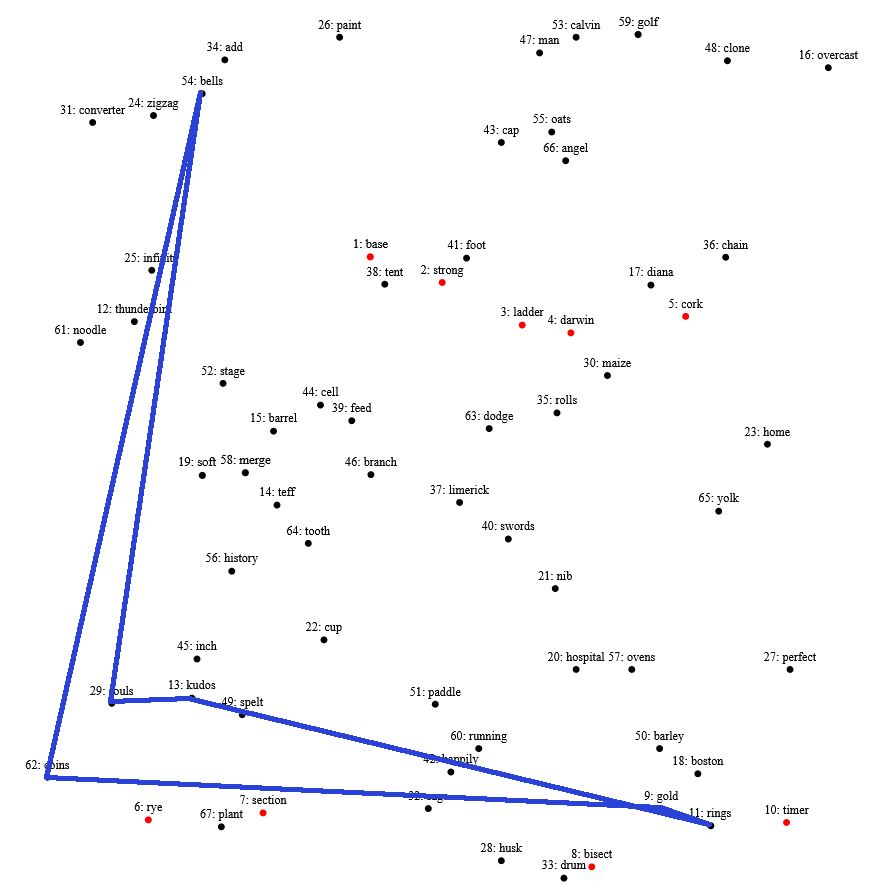 59: golf
26: paint
53: calvin
47: man
34: add
48: clone
16: overcast
54: bells
31: converter
24: zigzag
55: oats
43: cap
66: angel
1: base
41: foot
36: chain
25: infinit
38: tent
2: strong
17: diana
12: thunderbird
3: ladder
4: darwin
5: cork
61: noodle
30: maize
52: stage
44: cell
39: feed
35: rolls
15: barrel
63: dodge
23: home
19: soft
58: merge
46: branch
14: teff
37: limerick
65: yolk
64: tooth
40: swords
56: history
21: nib
22: cup
45: inch
20: hospital
57: ovens
27: perfect
29: souls
13: kudos
49: spelt
51: paddle
60: running
50: barley
42: happily
18: boston
62: coins
6: rye
67: plant
7: section
9: gold
11: rings
10: timer
28: husk
33: drum
8: bisect